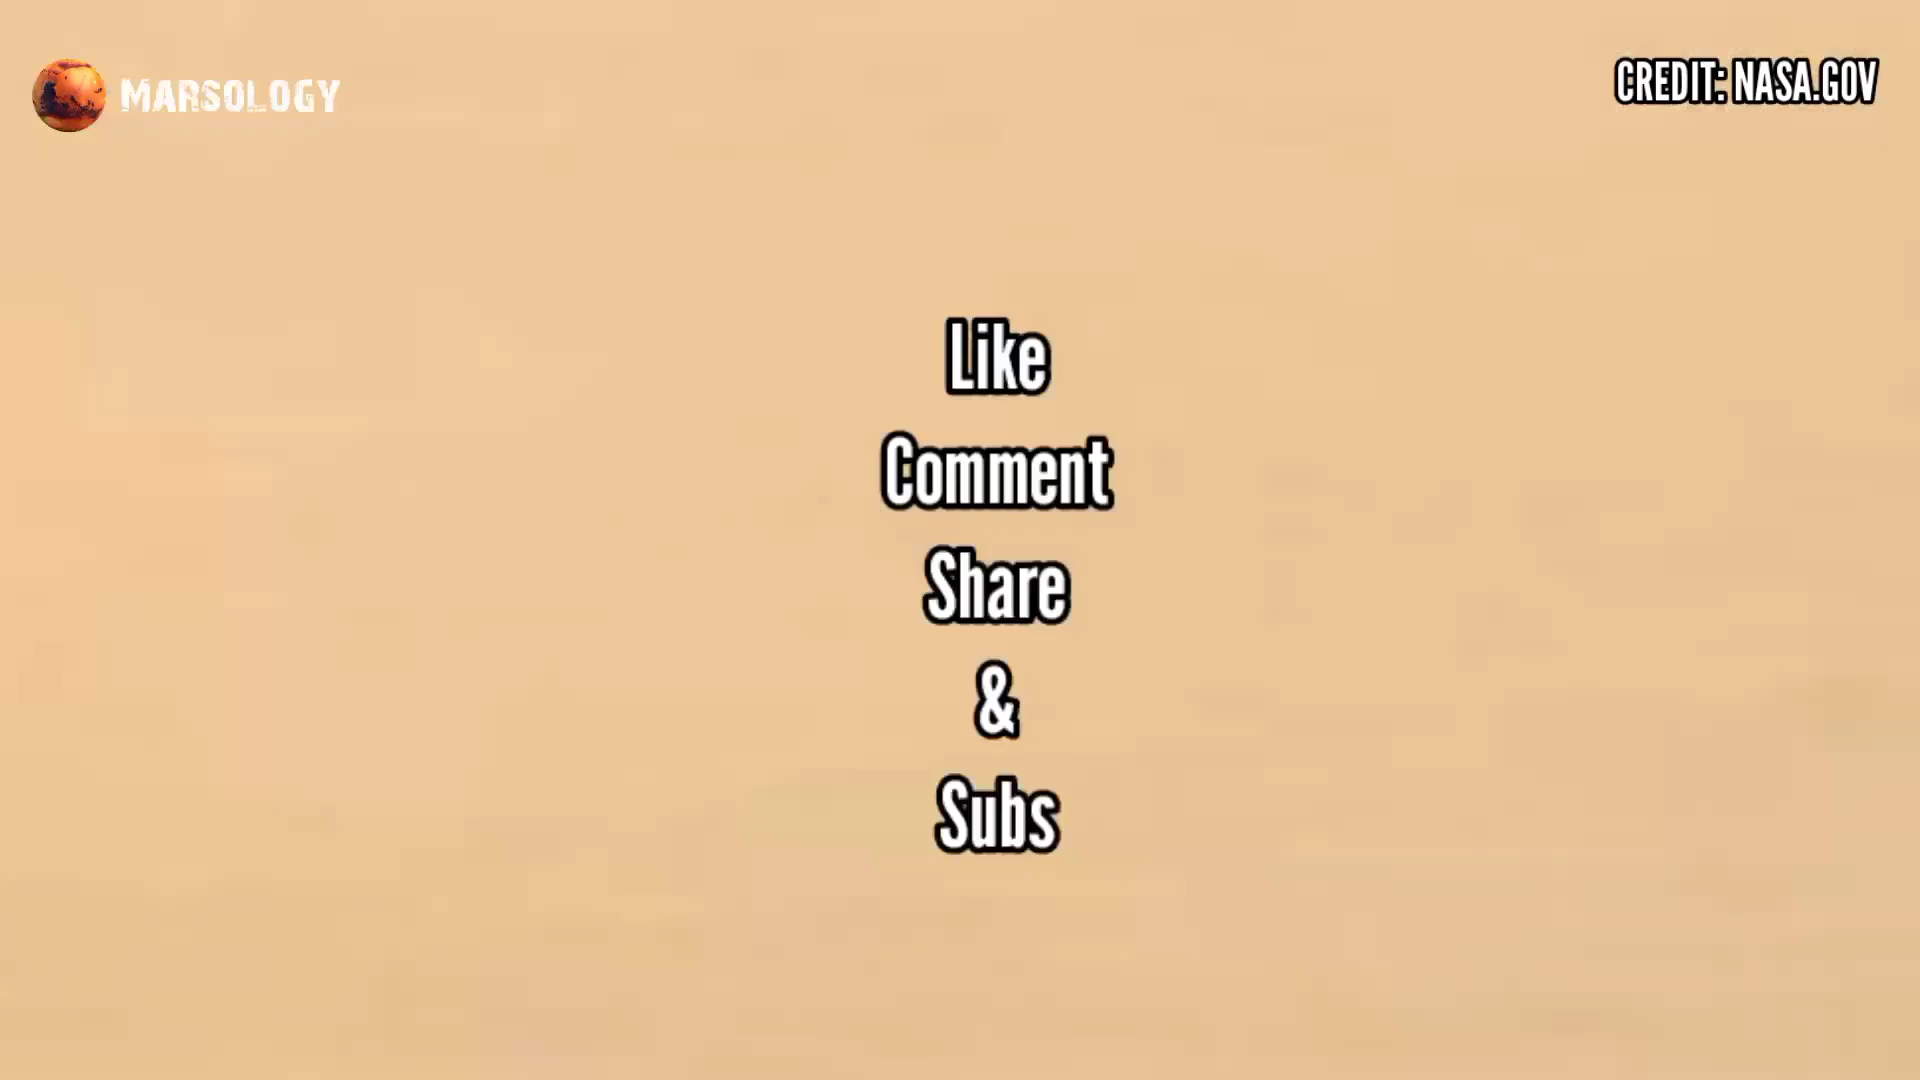 MARSOLOGY
CREDIT: NASA.GOV
Like
Comment
Share
&
Subs